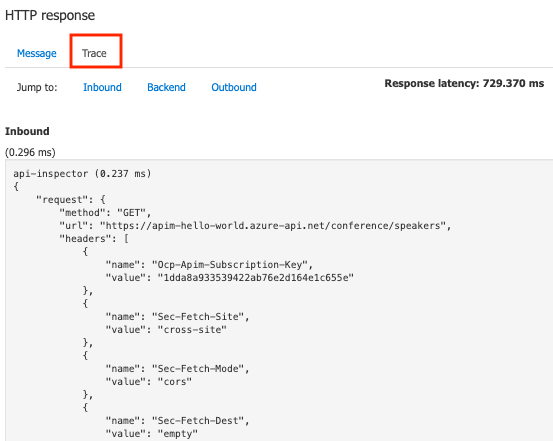 HTTP response
Message Trace
Jump to: Inbound Backend Outbound Response latency: 729.370 ms
Inbound
(0.296 ms)
api-inspector (0.237 ms)
{
    "request": {
        "method": "GET",
        "url": "https://apim-hello-world.azure-api.net/conference/speakers",
        "headers": [
            {
                "name": "Ocp-Apim-Subscription-Key",
                "value": "1dda8a933539422ab76e2d164e1c655e"
            },
            {
                "name": "Sec-Fetch-Site",
                "value": "cross-site"
            },
            {
                "name": "Sec-Fetch-Mode",
                "value": "cors"
            },
            {
                "name": "Sec-Fetch-Dest",
                "value": "empty"